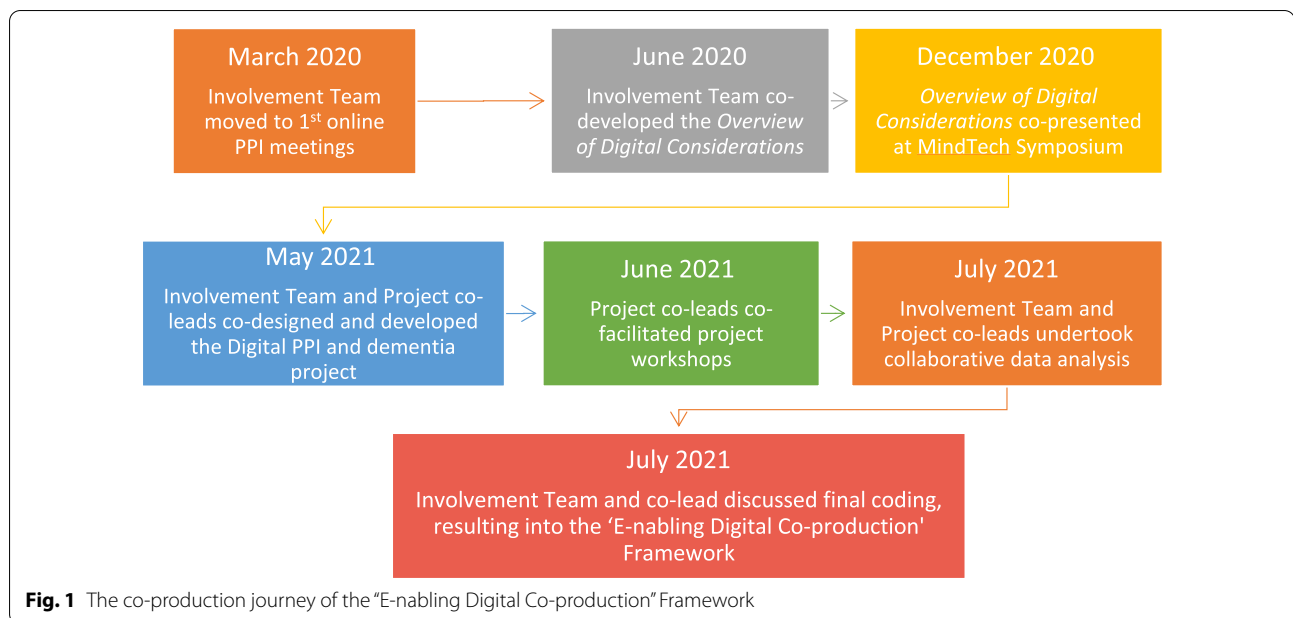 March 2020
Involvement Team
moved to 1st online
PPI meetings
June 2020
Involvement Team co-
developed the Overview
of Digital Considerations
December 2020
Overview of Digital
Considerations co-presented
at MindTech Symposium
May 2021
Involvement Team and Project co-
leads co-designed and developed
the Digital PPI and dementia
project
June 2021
Project co-leads co-
facilitated project
workshops
July 2021
Involvement Team and
Project co-leads undertook
collaborative data analysis
July 2021
Involvement Team and co-lead discussed final coding,
resulting into the ‘E-nabling Digital Co-production'
Framework
Fig. 1 The co-production journey of the “E-nabling Digital Co-production” Framework